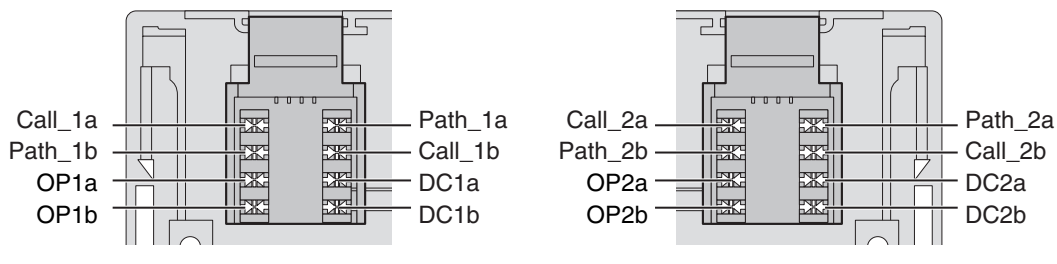 Call_1a Path_1a
Path_1b Call_1b
OP1a DC1a
OP1b DC1b
Call_2a Path_2a
Path_2b Call_2b
OP2a DC2a
OP2b DC2b